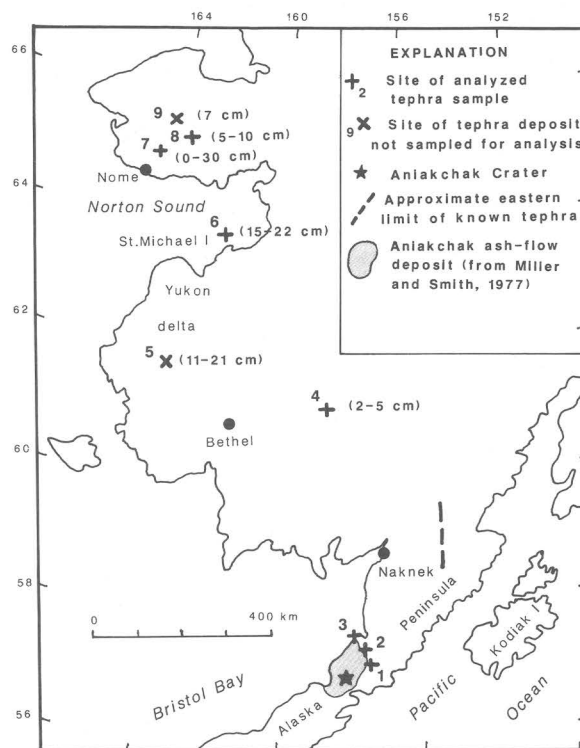 164 160 156 152
66
64
62
60
58
56
EXPLANATION
2 Site of analyzed
tephra sample
9 Site of tephra deposit
not sampled for analysis
Aniakchak Crater
Approximate eastern
limit of known tephra
Aniakchak ash-flow
deposit (from Miller
and Smith, 1977)
9 (7 cm)
8 (5-10 cm)
7
(0-30 cm)
Nome
Norton Sound
6
(15-22 cm)
St. Michael I
Yukon
delta
5
(11-21 cm)
4
(2-5 cm)
Bethel
Naknek
0 400 km
3
2
1
Peninsula
Kodiak I
Bristol Bay
Alaska
Pacific
Ocean